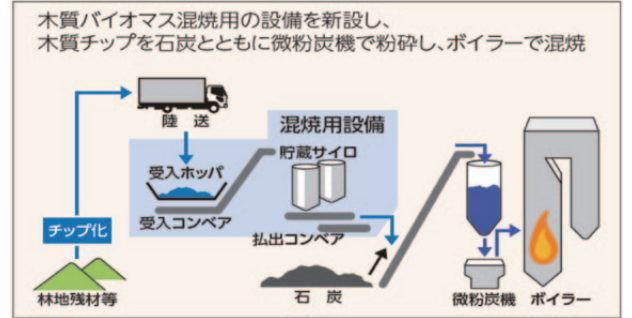 木質バイオマス混焼用の設備を新設し、
木質チップを石炭とともに微粉炭機で粉砕し、ボイラーで混焼
陸 送
混焼用設備
貯蔵サイロ
受入ホッパ
受入コンベア
払出コンベア
チップ化
林地残材等
石 炭
微粉炭機
ボイラー